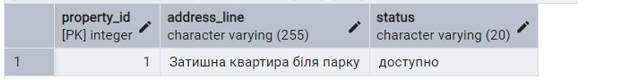 property_id address_line status
[PK] integer character varying (255) character varying (20)
1 1 Затишна квартира біля парку доступно